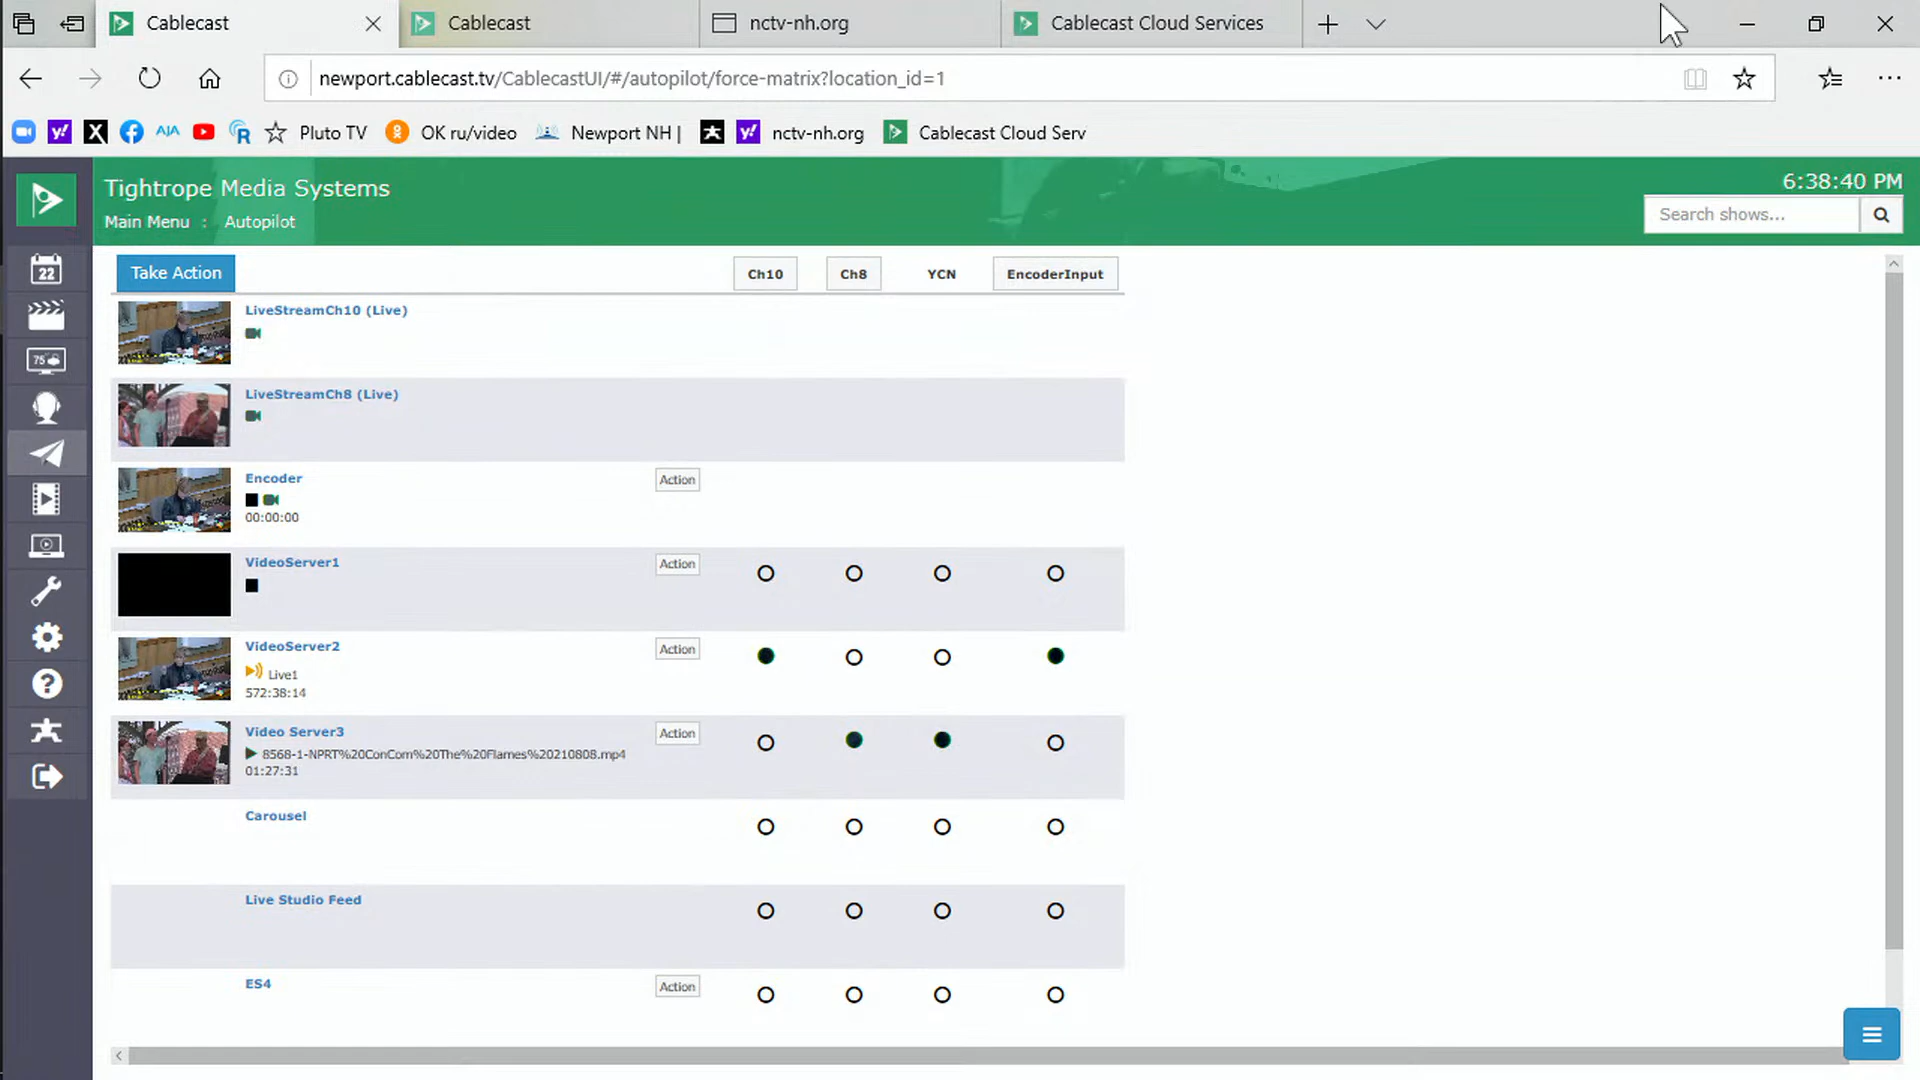 Cablecast
Cablecast
nctv-nh.org
Cablecast Cloud Services
newport.cablecast.tv/CablecastUI/#/autopilot/force-matrix?location_id=1
y! X AJA R Pluto TV OK ru/video Newport NH | y! nctv-nh.org Cablecast Cloud Serv
Tightrope Media Systems
6:38:40 PM
Main Menu : Autopilot
Search shows...
22
75°
Take Action
Ch10 Ch8 YCN EncoderInput
LiveStreamCh10 (Live)
LiveStreamCh8 (Live)
Encoder
Action
00:00:00
VideoServer1
Action
VideoServer2
Action
Live1
572:38:14
Video Server3
Action
8568-1-NPRT%20ConCom%20The%20Flames%20210808.mp4
01:27:31
Carousel
Live Studio Feed
ES4
Action